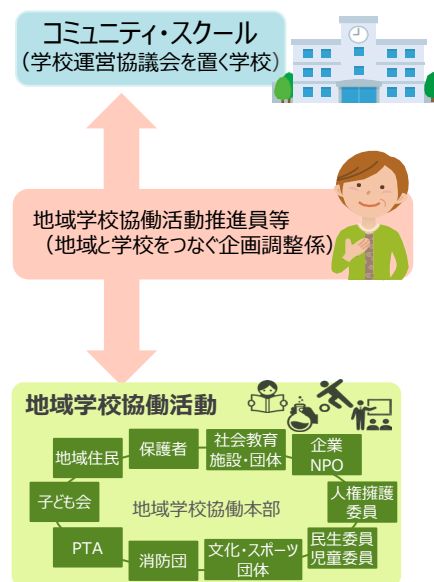 コミュニティ・スクール
(学校運営協議会を置く学校)
地域学校協働活動推進員等
(地域と学校をつなぐ企画調整係)
地域学校協働活動
地域住民
保護者
社会教育
施設・団体
企業
NPO
子ども会
地域学校協働本部
人権擁護
委員
PTA
消防団
文化・スポーツ
団体
民生委員
児童委員